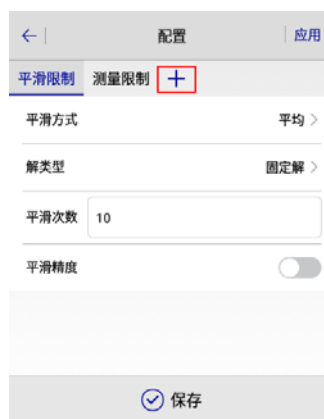 配置 应用
平滑限制 测量限制
平滑方式 平均
解类型 固定解
平滑次数 10
平滑精度
保存